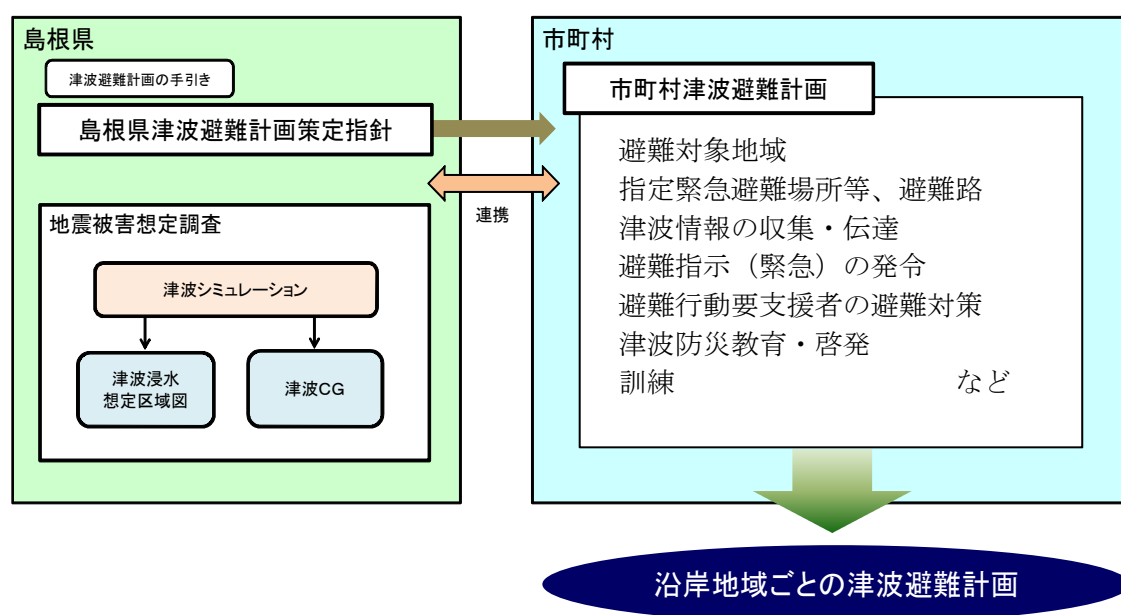 島根県
津波避難計画の手引き
島根県津波避難計画策定指針
地震被害想定調査
津波シミュレーション
津波浸水
想定区域図
津波CG
連携
市町村
市町村津波避難計画
避難対象地域
指定緊急避難場所等、避難路
津波情報の収集・伝達
避難指示（緊急）の発令
避難行動要支援者の避難対策
津波防災教育・啓発
訓練 など
沿岸地域ごとの津波避難計画